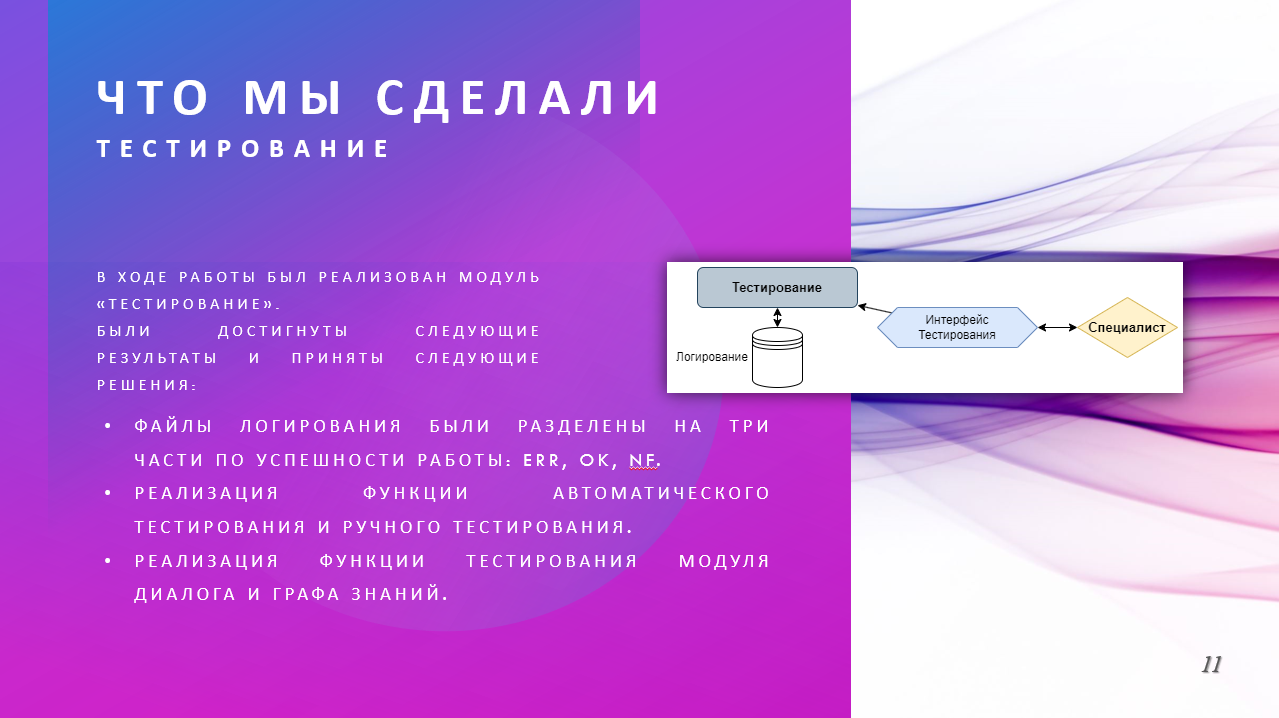 ЧТО МЫ СДЕЛАЛИ
ТЕСТИРОВАНИЕ
В ХОДЕ РАБОТЫ БЫЛ РЕАЛИЗОВАН МОДУЛЬ
«ТЕСТИРОВАНИЕ».
БЫЛИ ДОСТИГНУТЫ СЛЕДУЮЩИЕ
РЕЗУЛЬТАТЫ И ПРИНЯТЫ СЛЕДУЮЩИЕ
РЕШЕНИЯ:
• ФАЙЛЫ ЛОГИРОВАНИЯ БЫЛИ РАЗДЕЛЕНЫ НА ТРИ
ЧАСТИ ПО УСПЕШНОСТИ РАБОТЫ: ERR, OK, NF.
• РЕАЛИЗАЦИЯ ФУНКЦИИ АВТОМАТИЧЕСКОГО
ТЕСТИРОВАНИЯ И РУЧНОГО ТЕСТИРОВАНИЯ.
• РЕАЛИЗАЦИЯ ФУНКЦИИ ТЕСТИРОВАНИЯ МОДУЛЯ
ДИАЛОГА И ГРАФА ЗНАНИЙ.
Тестирование
Интерфейс
Тестирования
Специалист
Логирование
11